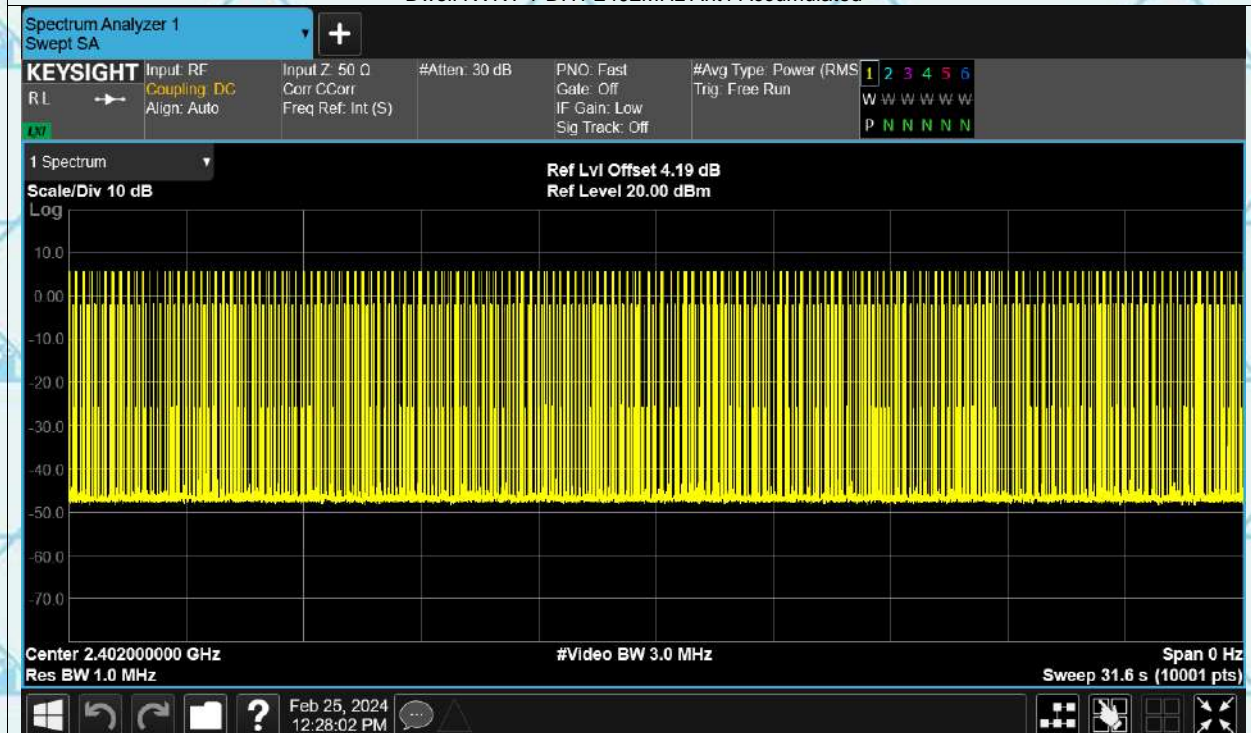 Spectrum Analyzer 1
Swept SA
+
KEYSIGHT
RL
LXI
Input: RF
Coupling: DC
Align: Auto
Input Z: 50 Ω
Corr CCorr
Freq Ref: Int (S)
#Atten: 30 dB
PNO: Fast
Gate: Off
IF Gain: Low
Sig Track: Off
#Avg Type: Power (RMS
Trig: Free Run
1 2 3 4 5 6
W W W W W W
P N N N N N
1 Spectrum
Scale/Div 10 dB
Ref Lvl Offset 4.19 dB
Ref Level 20.00 dBm
Log
10.0
0.00
-10.0
-20.0
-30.0
-40.0
-50.0
-60.0
-70.0
Center 2.402000000 GHz
#Video BW 3.0 MHz
Span 0 Hz
Res BW 1.0 MHz
Sweep 31.6 s (10001 pts)
?
Feb 25, 2024
12:28:02 PM